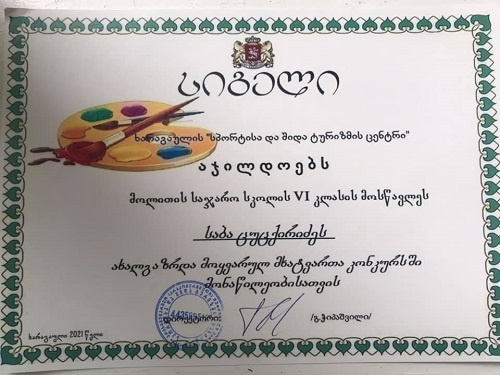 სიგელი
ხარაგაულის "სპორტისა და შიდა ტურიზმის ცენტრი"
აჯილდოებს
მოლითის საჯარო სკოლის VI კლასის მოსწავლეს
საბა ცუცქირიძეს
ახალგაზრდა მოყვარულ მხატვართა კონკურსში
მონაწილეობისათვის
დირექტორი:
/გ.ჭიპაშვილი/
ხარაგაული 2021 წელი